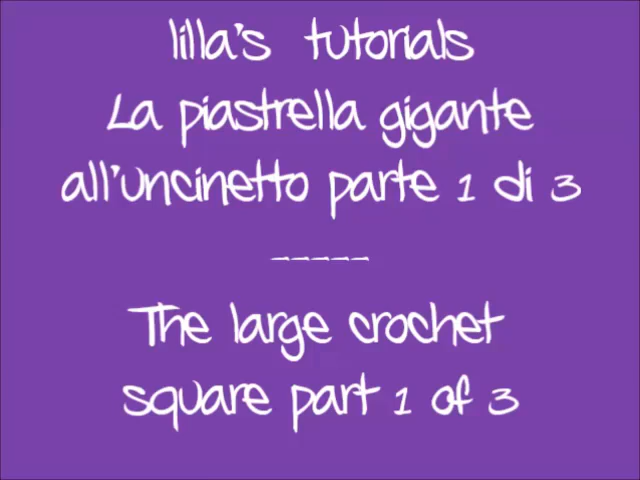 lilla's tutorials
La piastrella gigante
all'uncinetto parte 1 di 3
-----
The large crochet
square part 1 of 3